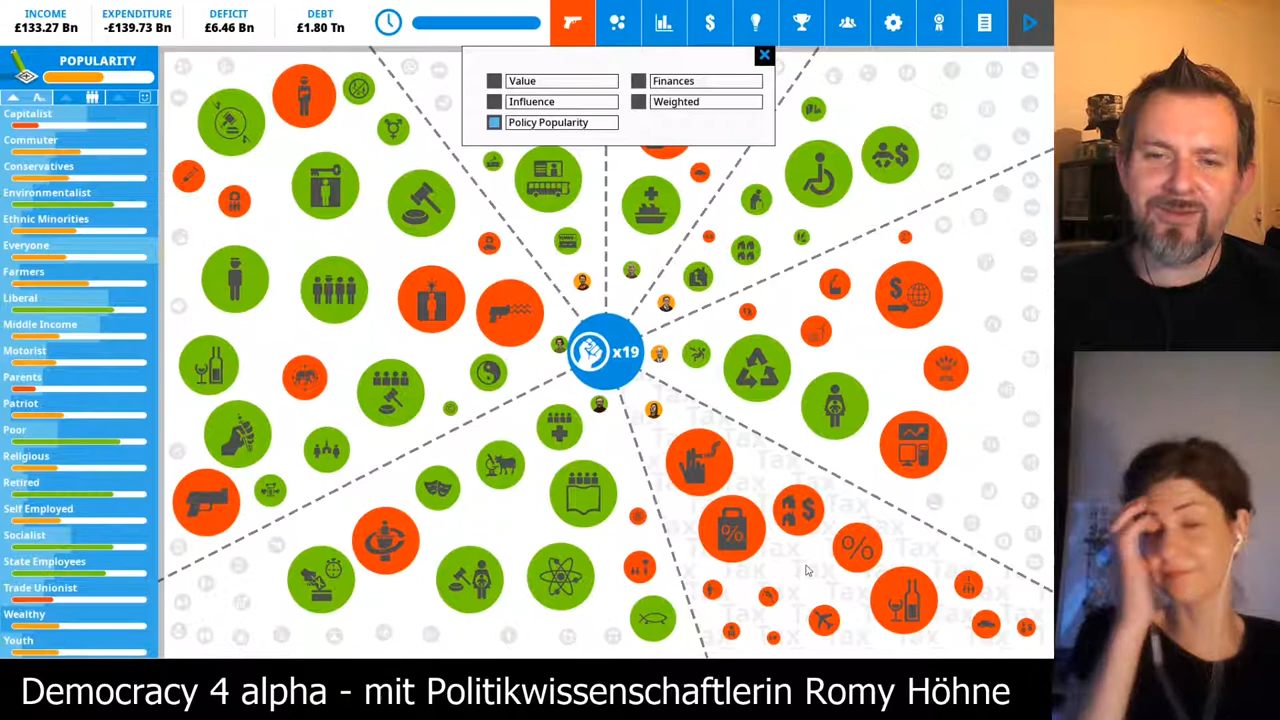 INCOME
£133.27 Bn
EXPENDITURE
-£139.73 Bn
DEFICIT
£6.46 Bn
DEBT
£1.80 Tn
POPULARITY
Capitalist
Commuter
Conservatives
Environmentalist
Ethnic Minorities
Everyone
Farmers
Liberal
Middle Income
Motorist
Parents
Patriot
Poor
Religious
Retired
Self Employed
Socialist
State Employees
Trade Unionist
Wealthy
Youth
Value
Finances
Influence
Weighted
Policy Popularity
x19
Tax
Democracy 4 alpha - mit Politikwissenschaftlerin Romy Höhne